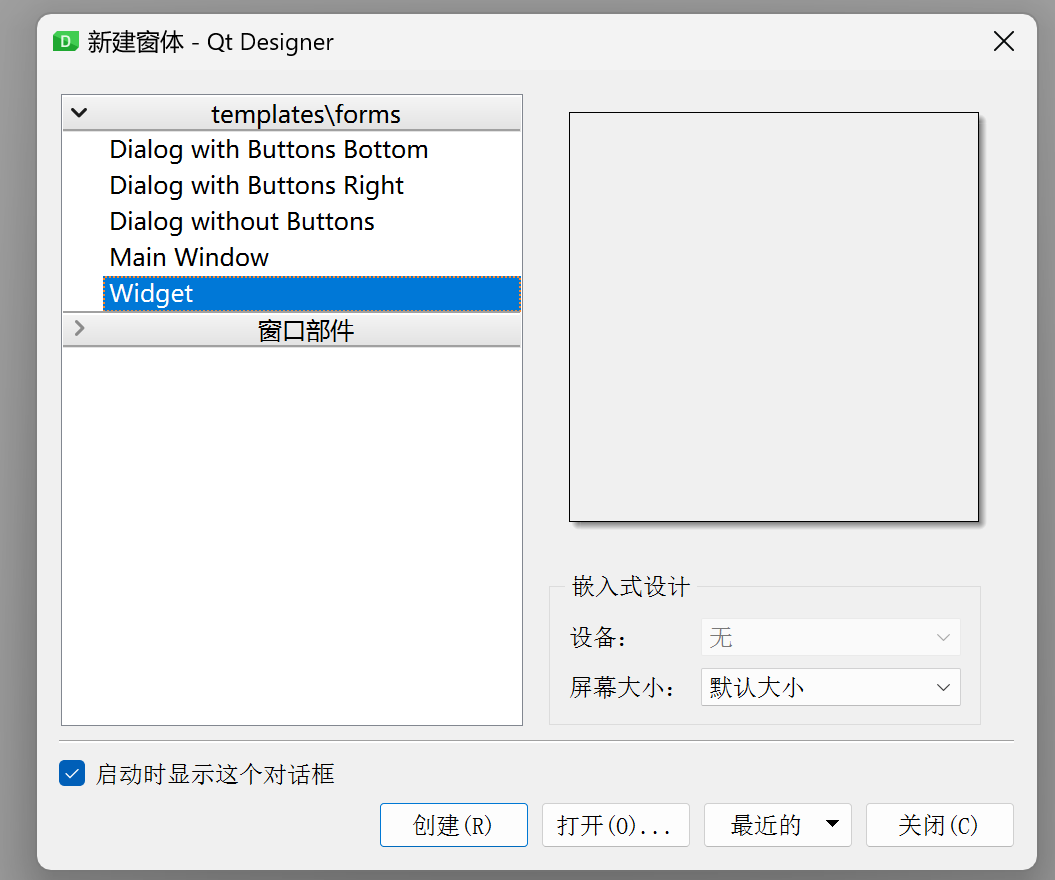 新建窗体 - Qt Designer
templates\forms
Dialog with Buttons Bottom
Dialog with Buttons Right
Dialog without Buttons
Main Window
Widget
窗口部件
嵌入式设计
设备：
无
屏幕大小：
默认大小
启动时显示这个对话框
创建(R)
打开(O)...
最近的
关闭(C)